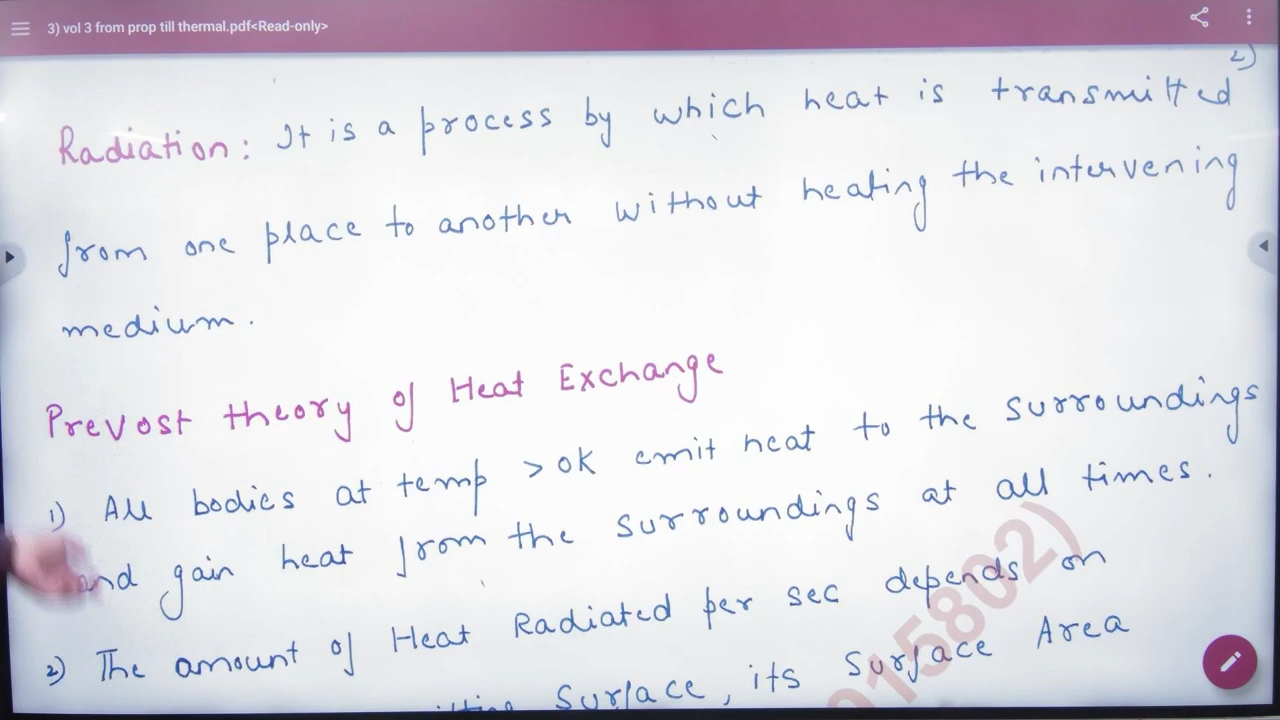 3) vol 3 from prop till thermal.pdf<Read-only>
2)
Radiation: It is a process by which heat is transmitted
from one place to another without heating the intervening
medium.
Prevost theory of Heat Exchange
1) All bodies at temp > 0K emit heat to the surroundings
and gain heat from the surroundings at all times.
2) The amount of Heat Radiated per sec depends on
Surface, its Surface Area
015802)